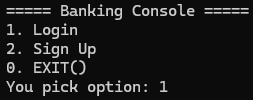 ===== Banking Console =====
1. Login
2. Sign Up
0. EXIT()
You pick option: 1